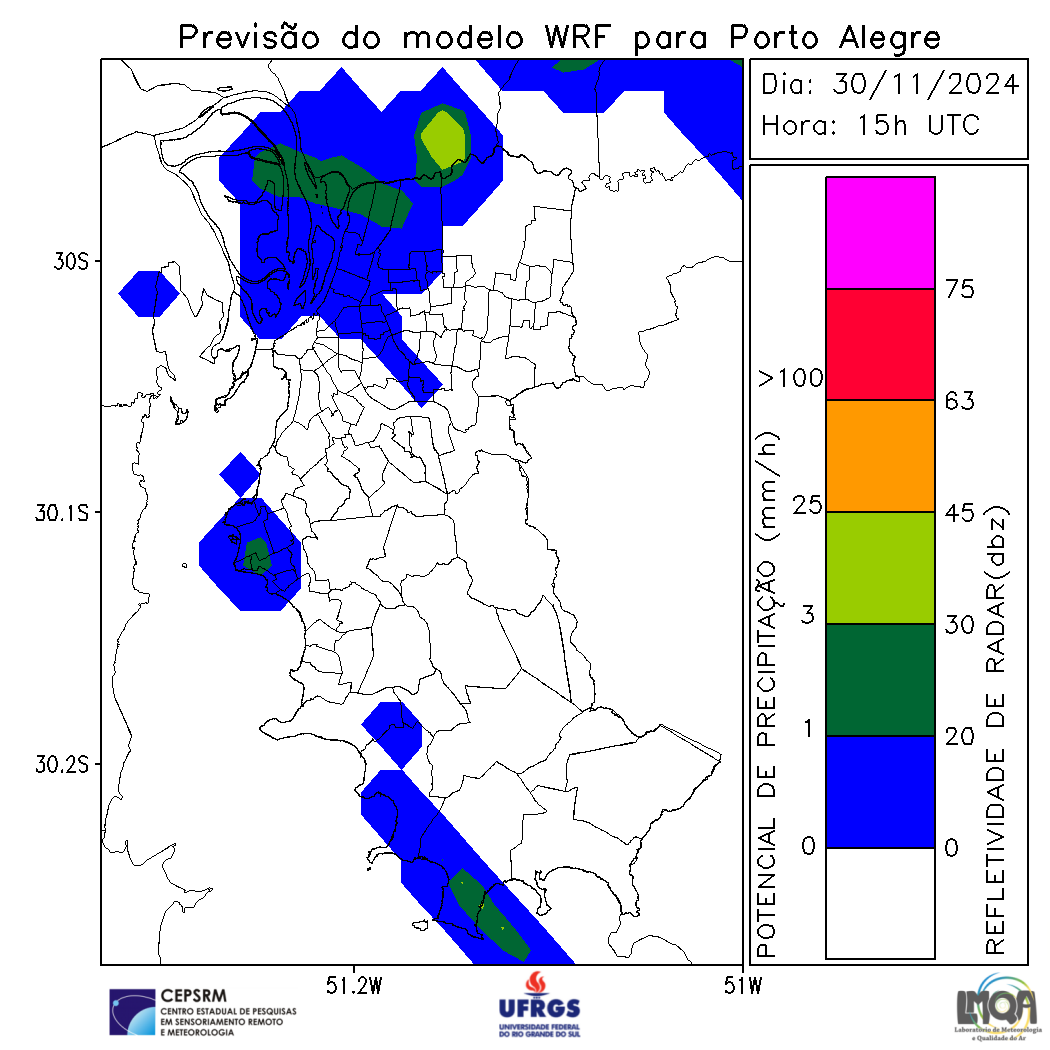 Previsão do modelo WRF para Porto Alegre
Dia: 30/11/2024
Hora: 15h UTC
30S
30.1S
30.2S
51.2W
51W
POTENCIAL DE PRECIPITAÇÃO (mm/h)
>100
25
3
1
0
75
63
45
30
20
0
REFLETIVIDADE DE RADAR(dbz)
CEPSRM
CENTRO ESTADUAL DE PESQUISAS
EM SENSORIAMENTO REMOTO
E METEOROLOGIA
UFRGS
UNIVERSIDADE FEDERAL
DO RIO GRANDE DO SUL
LMQA
Laboratório de Meteorologia
e Qualidade do Ar